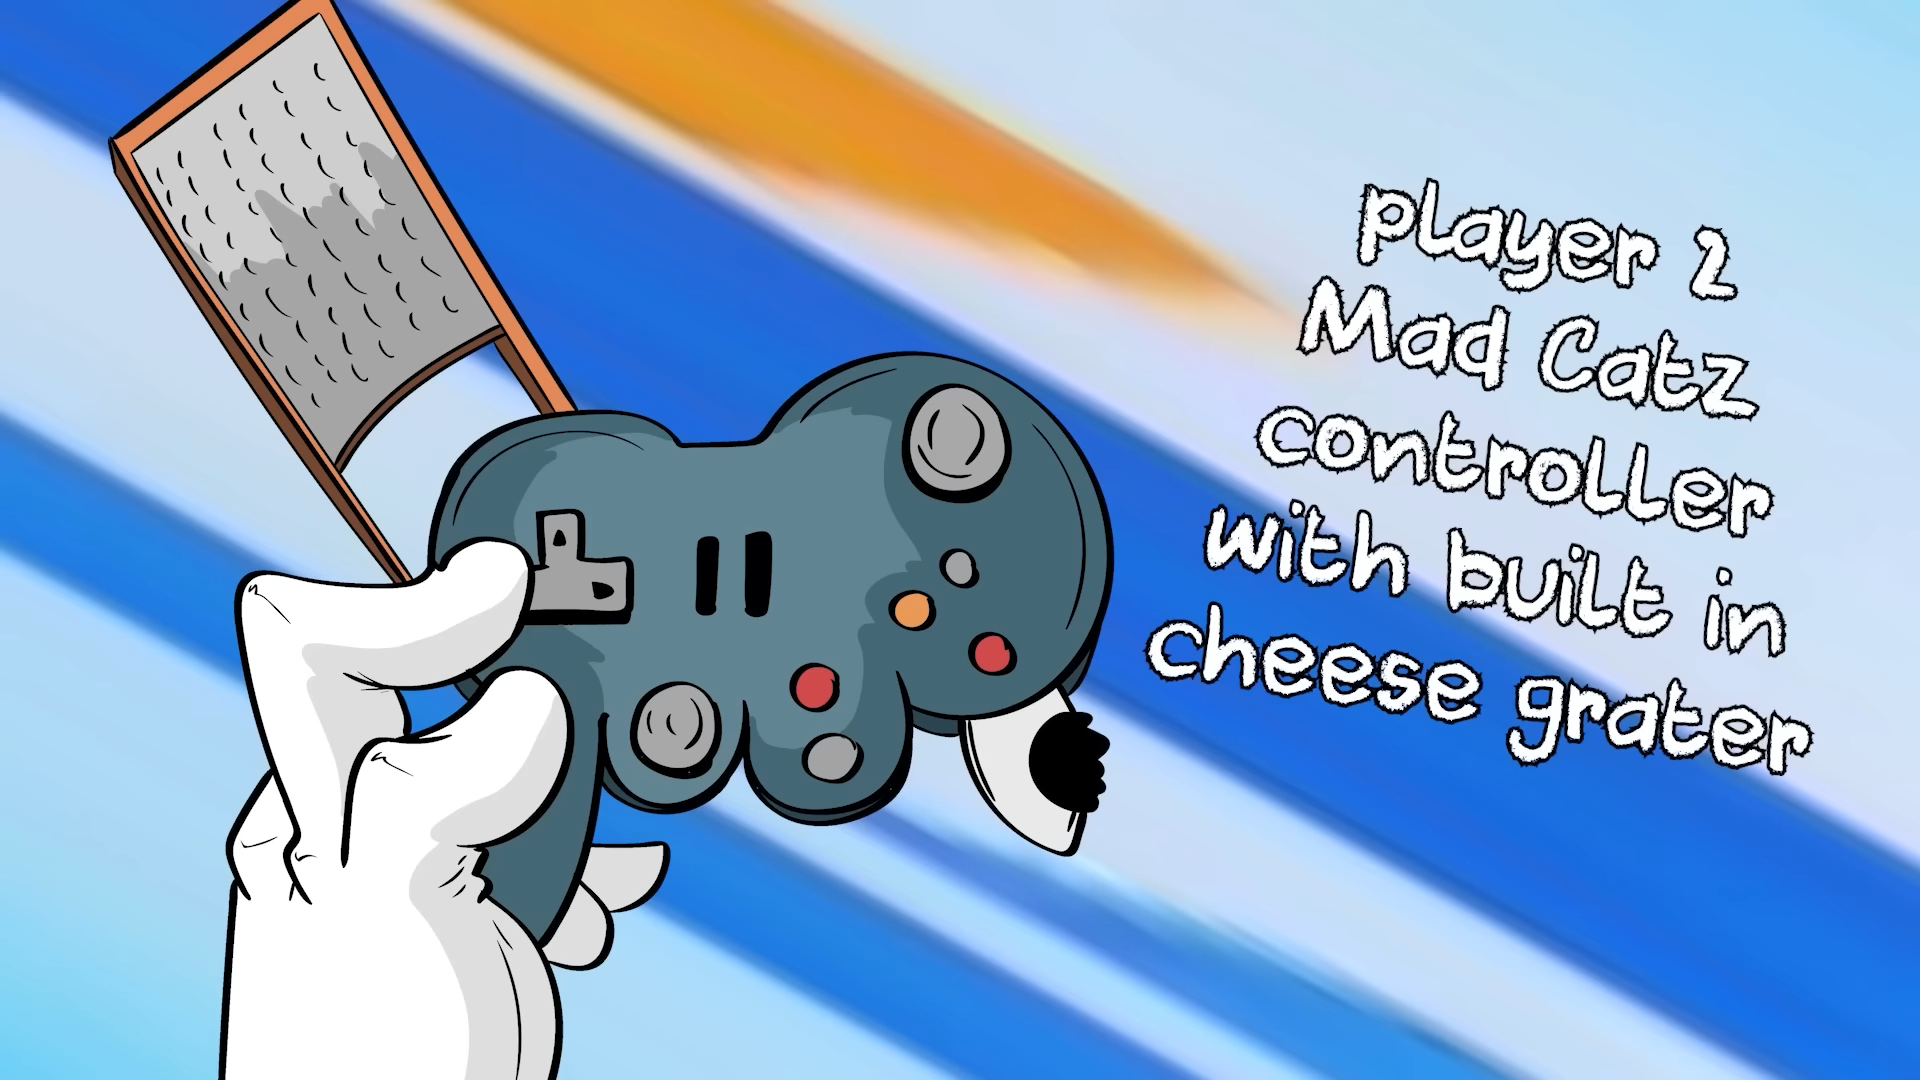 player 2
Mad Catz
controller
with built in
cheese grater